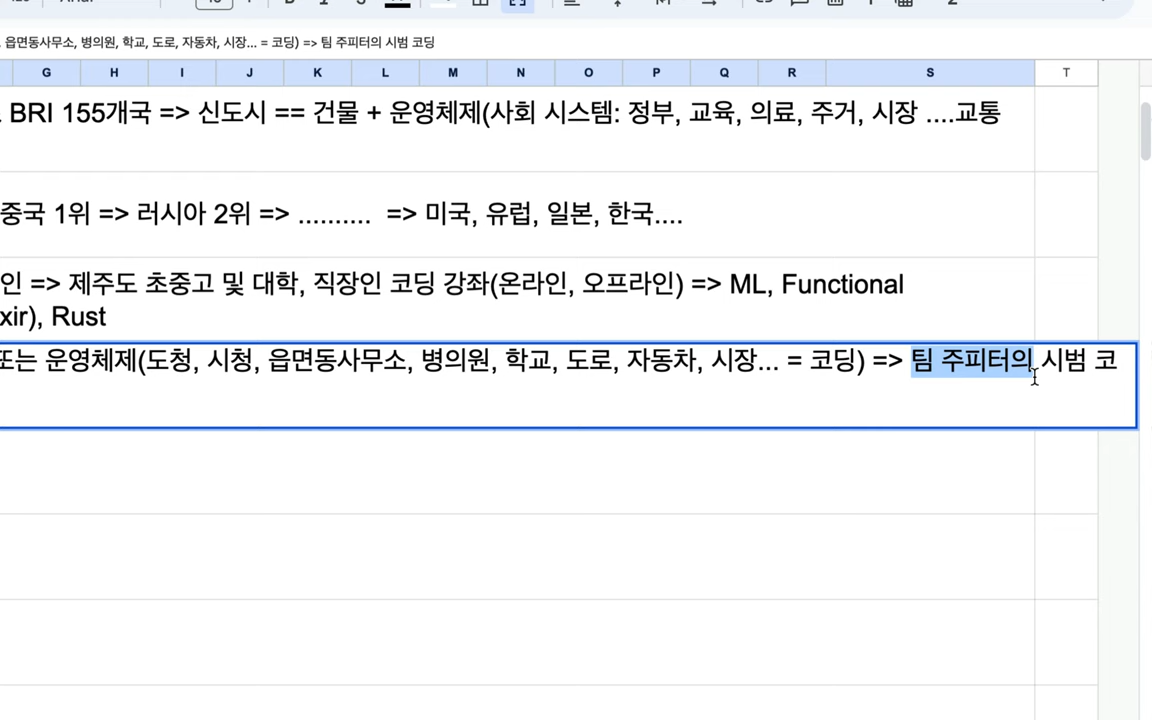 읍면동사무소, 병의원, 학교, 도로, 자동차, 시장... = 코딩) => 팀 주피터의 시범 코딩
G H I J K L M N O P Q R S T
BRI 155개국 => 신도시 == 건물 + 운영체제(사회 시스템: 정부, 교육, 의료, 주거, 시장 ....교통
중국 1위 => 러시아 2위 => .......... => 미국, 유럽, 일본, 한국....
인 => 제주도 초중고 및 대학, 직장인 코딩 강좌(온라인, 오프라인) => ML, Functional
xir), Rust
또는 운영체제(도청, 시청, 읍면동사무소, 병의원, 학교, 도로, 자동차, 시장... = 코딩) => 팀 주피터의 시범 코